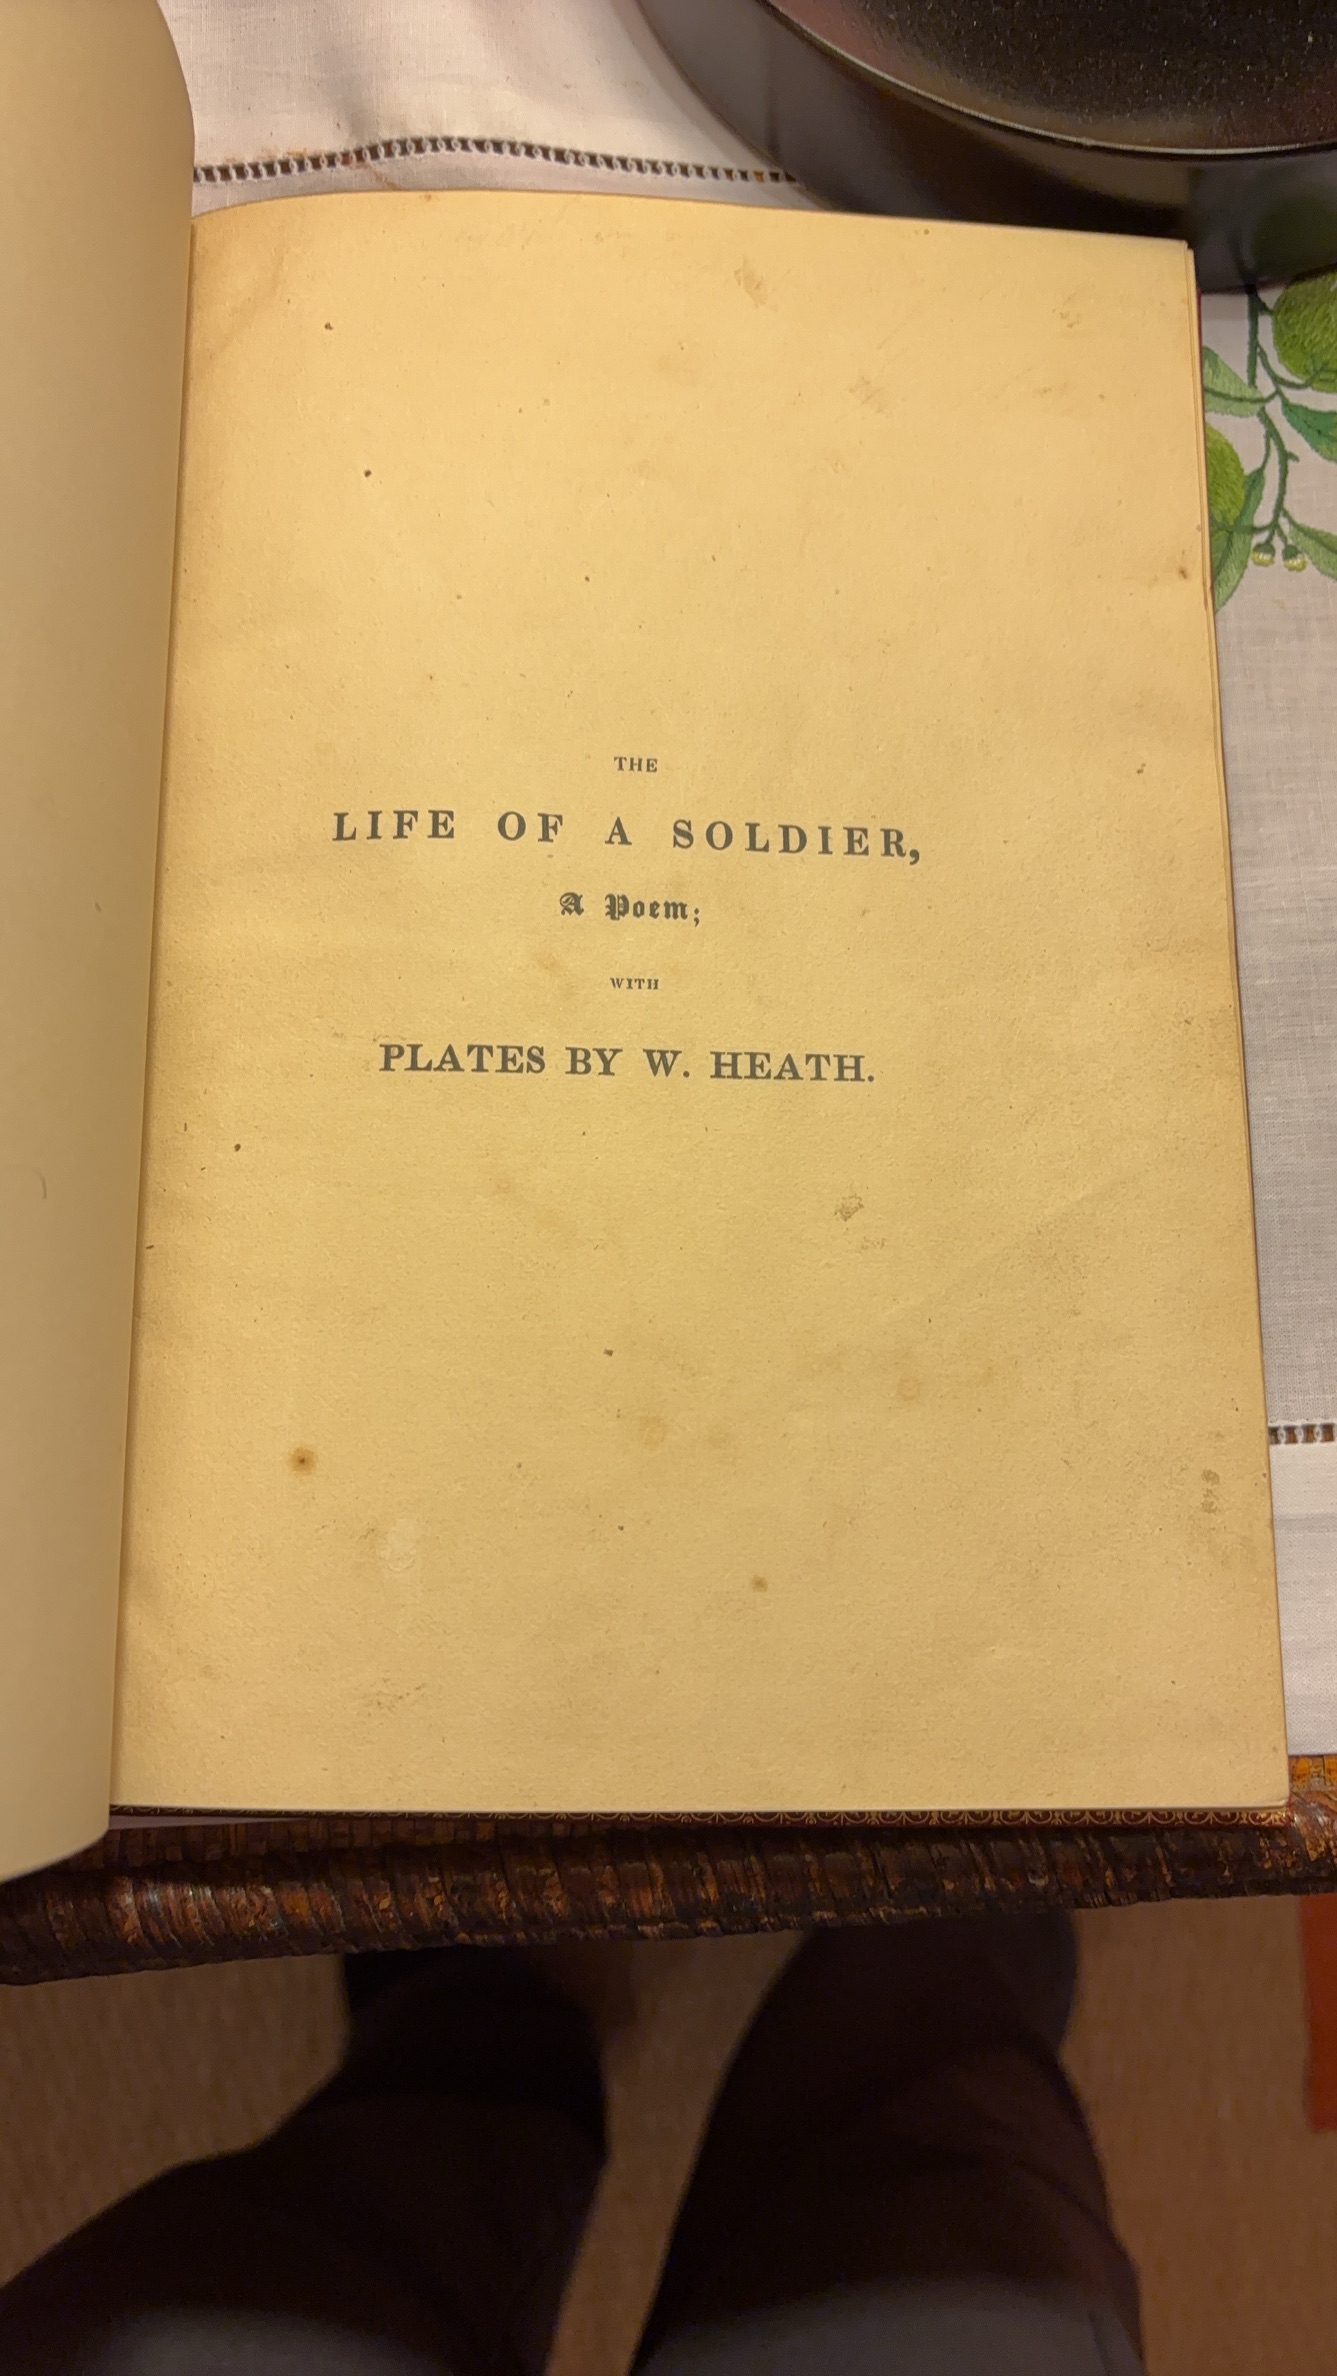 THE
LIFE OF A SOLDIER,
A Poem;
WITH
PLATES BY W. HEATH.